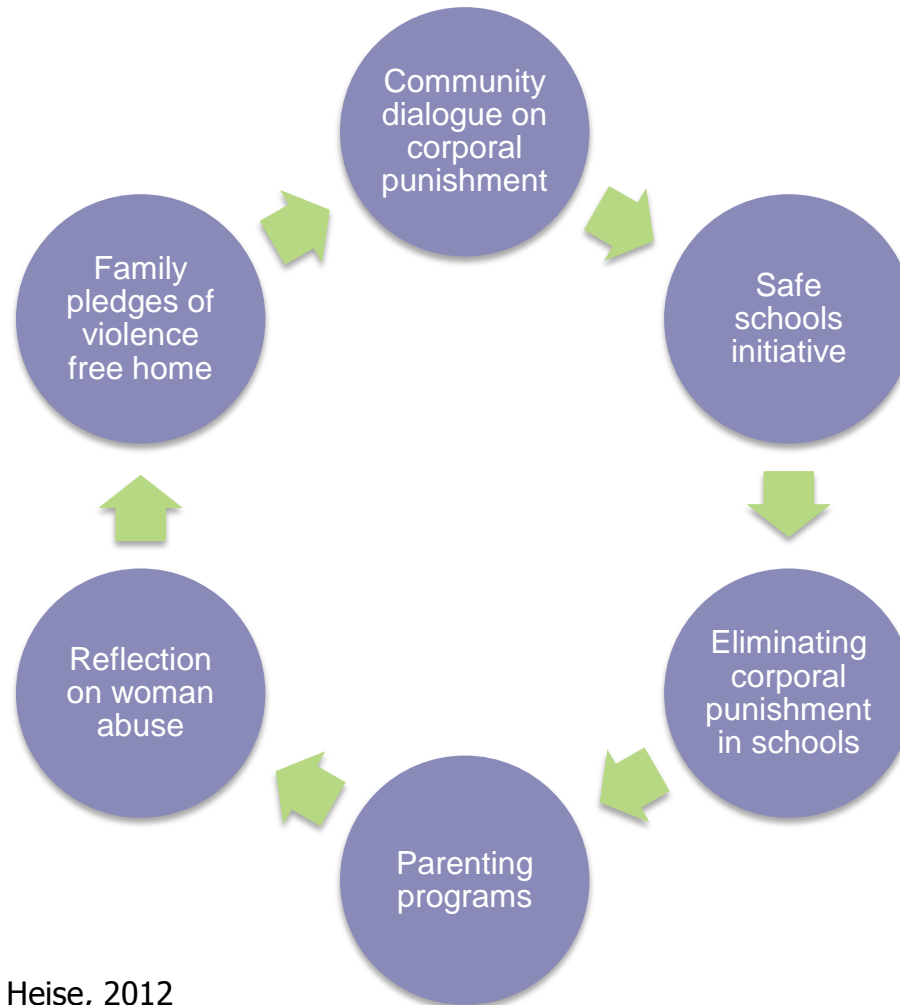 Community
dialogue on
corporal
punishment
Safe
schools
initiative
Eliminating
corporal
punishment
in schools
Parenting
programs
Reflection
on woman
abuse
Family
pledges of
violence
free home
Heise, 2012